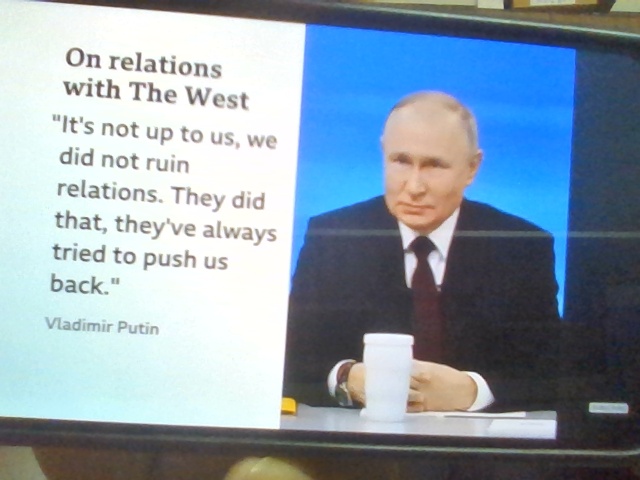 On relations
with The West
"It's not up to us, we
did not ruin
relations. They did
that, they've always
tried to push us
back."
Vladimir Putin